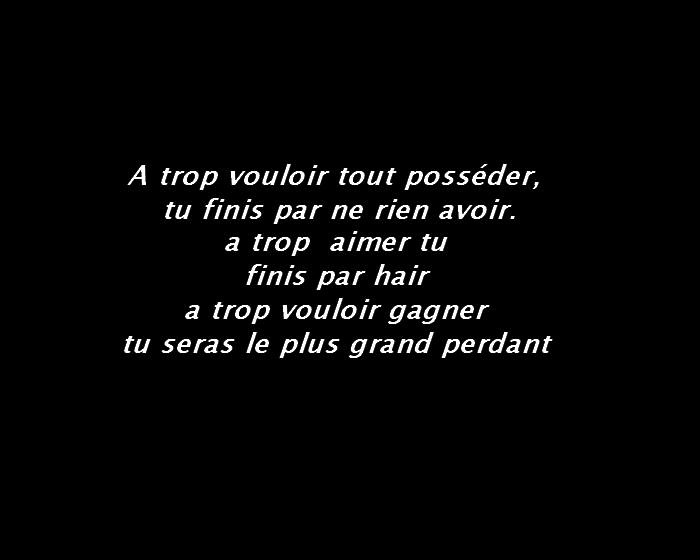 A trop vouloir tout posséder,
tu finis par ne rien avoir.
a trop aimer tu
finis par hair
a trop vouloir gagner
tu seras le plus grand perdant